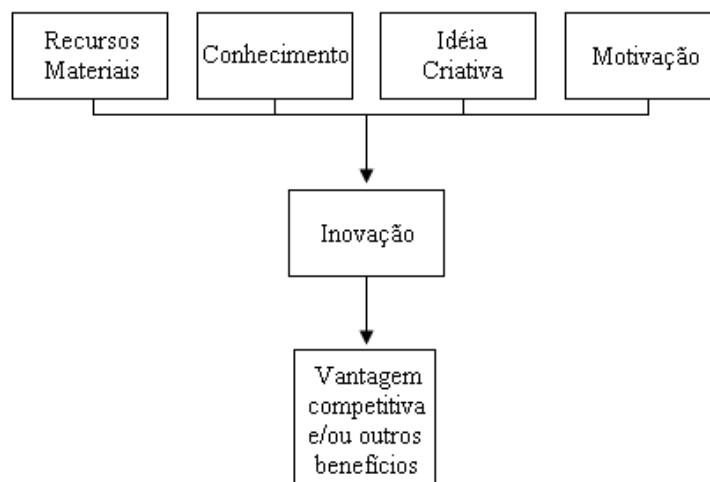 Recursos
Materiais
Conhecimento
Idéia
Criativa
Motivação
Inovação
Vantagem
competitiva
e/ou outros
benefícios